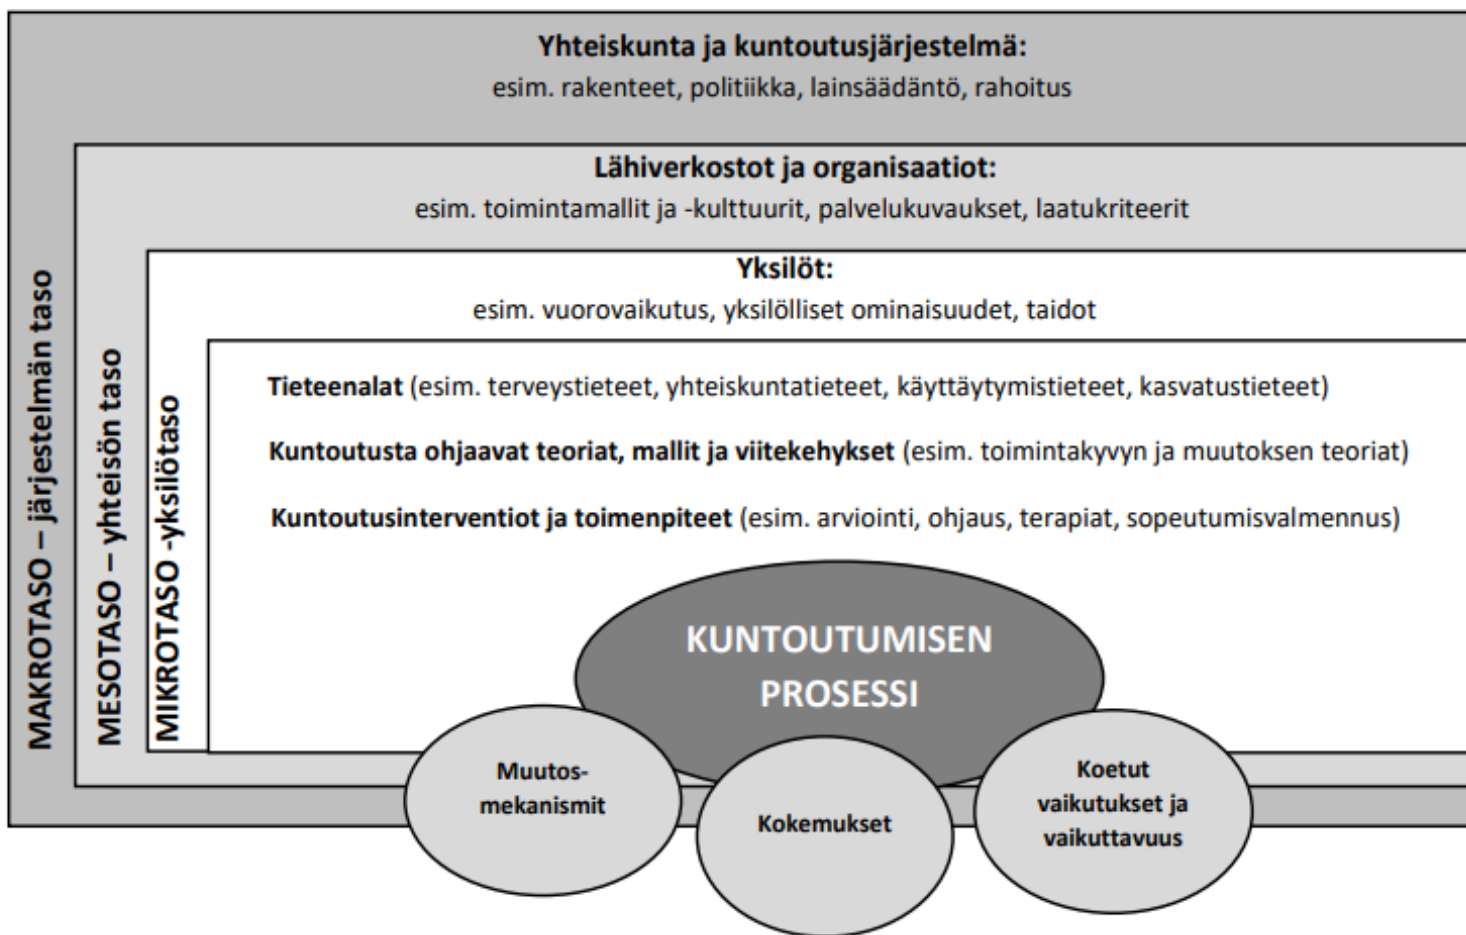 Yhteiskunta ja kuntoutusjärjestelmä:
esim. rakenteet, politiikka, lainsäädäntö, rahoitus
Lähiverkostot ja organisaatiot:
esim. toimintamallit ja -kulttuurit, palvelukuvaukset, laatukriteerit
Yksilöt:
esim. vuorovaikutus, yksilölliset ominaisuudet, taidot
MAKROTASO – järjestelmän taso
MESOTASO – yhteisön taso
MIKROTASO -yksilötaso
Tieteenalat (esim. terveystieteet, yhteiskuntatieteet, käyttäytymistieteet, kasvatustieteet)
Kuntoutusta ohjaavat teoriat, mallit ja viitekehykset (esim. toimintakyvyn ja muutoksen teoriat)
Kuntoutusinterventiot ja toimenpiteet (esim. arviointi, ohjaus, terapiat, sopeutumisvalmennus)
KUNTOUTUMISEN
PROSESSI
Muutos-
mekanismit
Kokemukset
Koetut
vaikutukset ja
vaikuttavuus